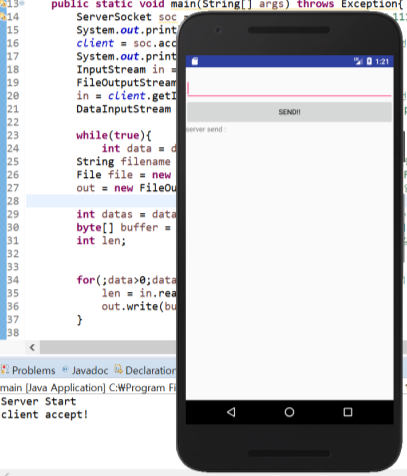 13 public static void main(String[] args) throws Exception{
14 ServerSocket soc =
15 System.out.print
16 client = soc.acc
17 System.out.print
18 InputStream in =
19 FileOutputStream
20 in = client.getI
21 DataInputStream
22
23 while(true){
24 int data = d
25 String filename
26 File file = new
27 out = new FileOu
28
29 int datas = data
30 byte[] buffer =
31 int len;
32
33
34 for(;data>0;data
35 len = in.rea
36 out.write(bu
37 }
38
Problems Javadoc Declaration
main [Java Application] C:₩Program Fi
Server Start
client accept!
1:21
SEND!!
server send :